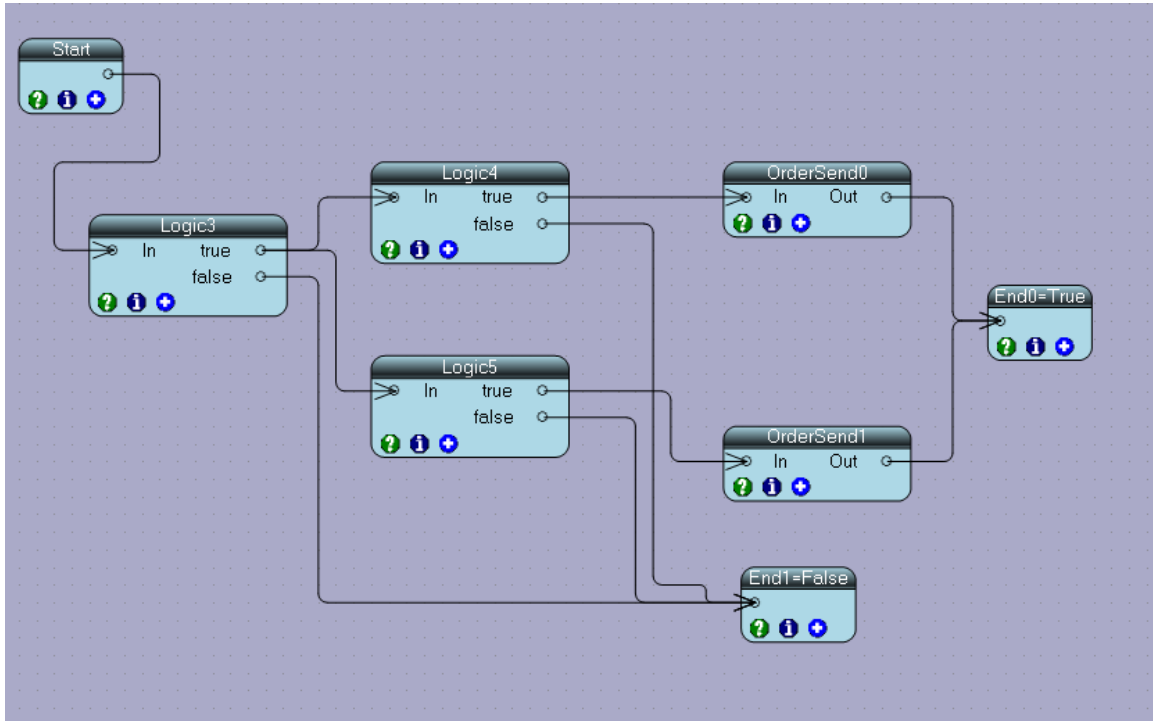 Start
Logic3
In true
false
Logic4
In true
false
Logic5
In true
false
OrderSend0
In Out
OrderSend1
In Out
End0=True
End1=False